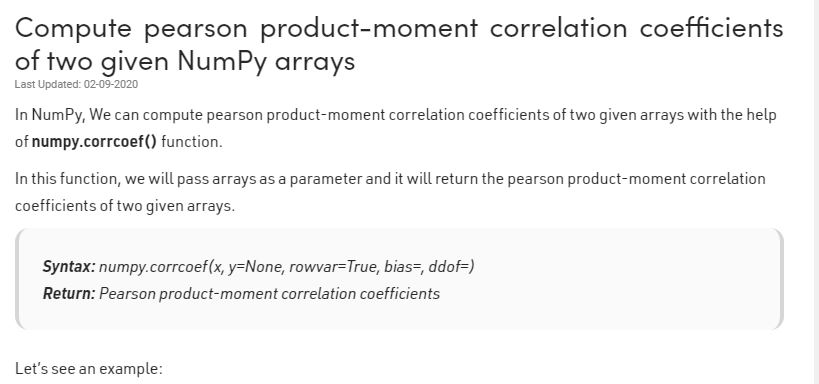 Compute pearson product-moment correlation coefficients
of two given NumPy arrays
Last Updated: 02-09-2020
In NumPy, We can compute pearson product-moment correlation coefficients of two given arrays with the help
of numpy.corrcoef() function.
In this function, we will pass arrays as a parameter and it will return the pearson product-moment correlation
coefficients of two given arrays.
Syntax: numpy.corrcoef(x, y=None, rowvar=True, bias=, ddof=)
Return: Pearson product-moment correlation coefficients
Let's see an example: